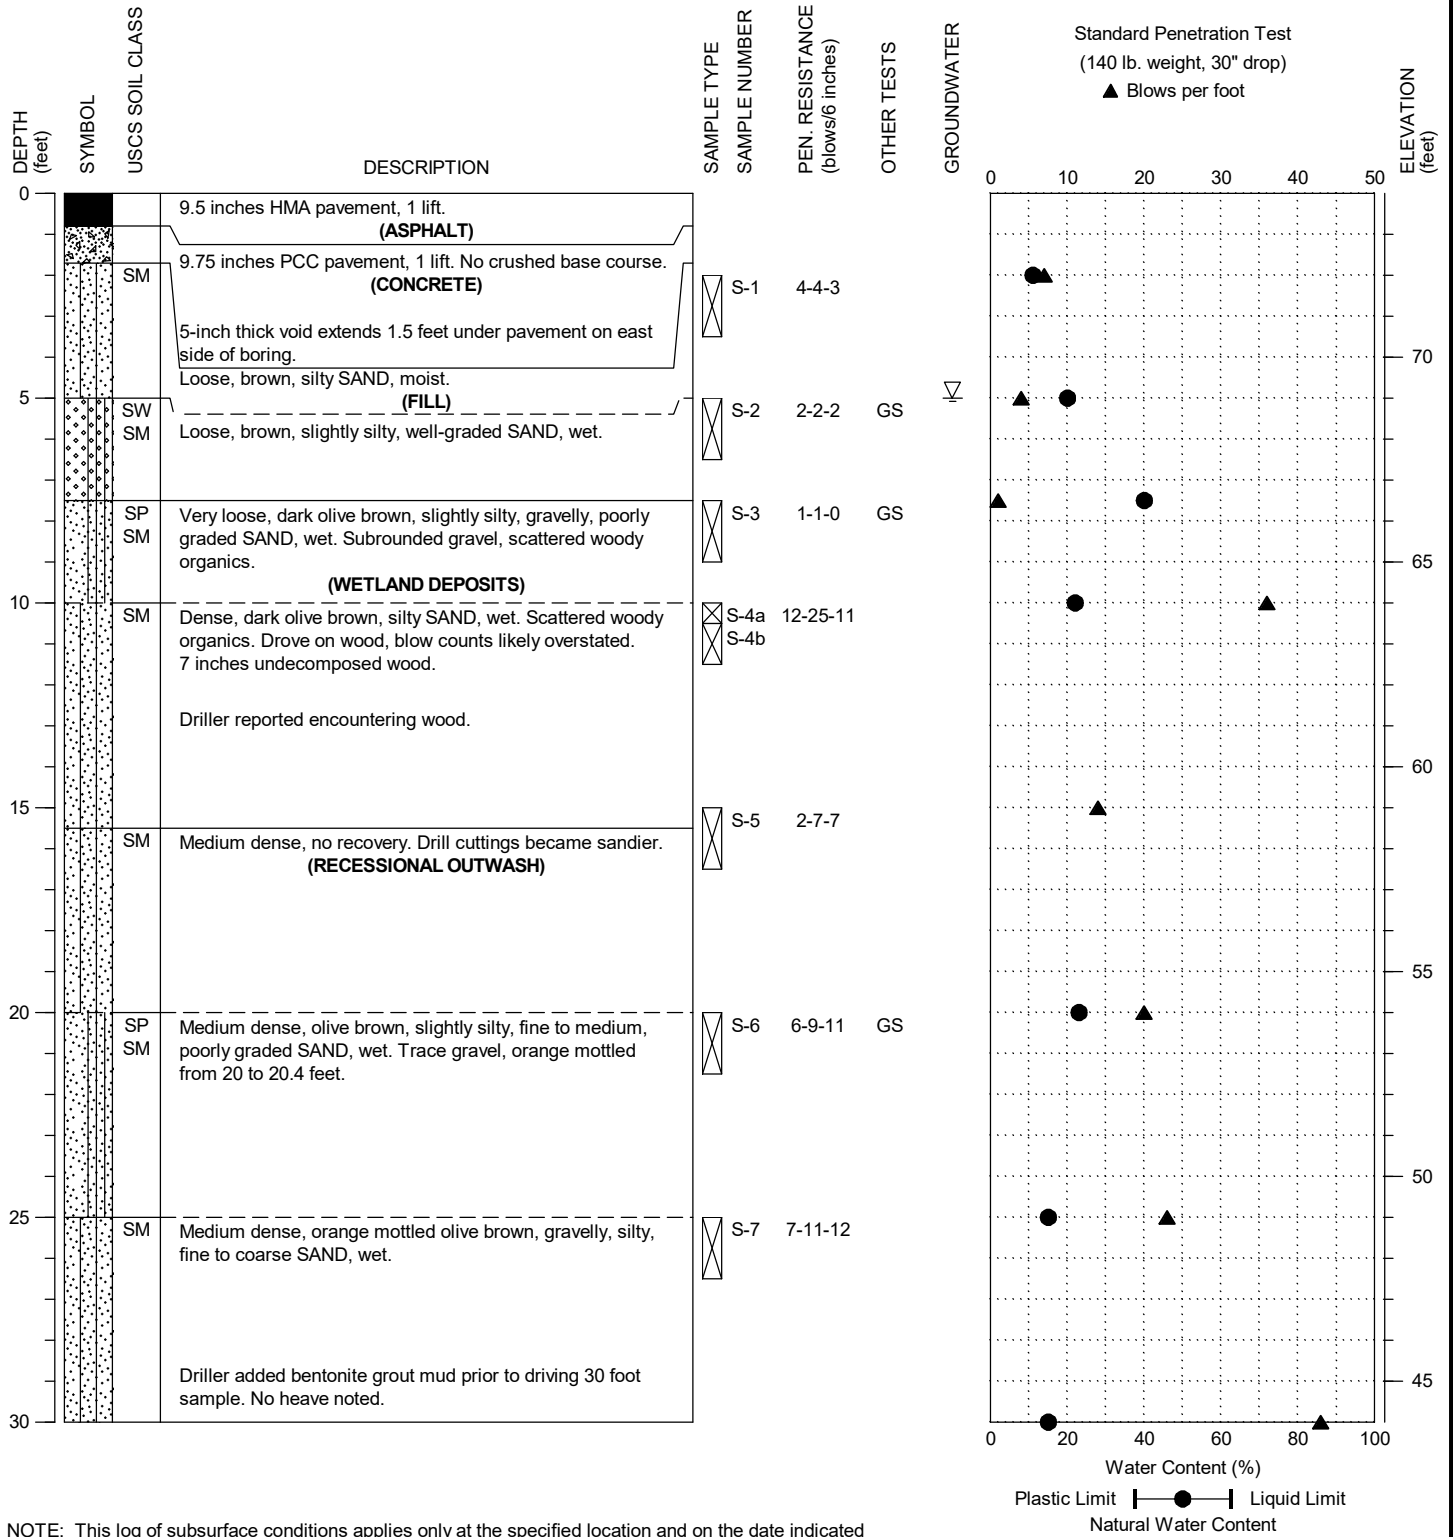 DEPTH
(feet)
SYMBOL
USCS SOIL CLASS
DESCRIPTION
SAMPLE TYPE
SAMPLE NUMBER
PEN. RESISTANCE
(blows/6 inches)
OTHER TESTS
GROUNDWATER
Standard Penetration Test
(140 lb. weight, 30" drop)
▲ Blows per foot
ELEVATION
(feet)
0 10 20 30 40 50
0
9.5 inches HMA pavement, 1 lift.
(ASPHALT)
9.75 inches PCC pavement, 1 lift. No crushed base course.
SM
(CONCRETE)
S-1 4-4-3
5-inch thick void extends 1.5 feet under pavement on east
side of boring.
70
Loose, brown, silty SAND, moist.
5
(FILL)
SW
SM
S-2 2-2-2 GS
Loose, brown, slightly silty, well-graded SAND, wet.
SP
SM
Very loose, dark olive brown, slightly silty, gravelly, poorly
graded SAND, wet. Subrounded gravel, scattered woody
organics.
S-3 1-1-0 GS
65
(WETLAND DEPOSITS)
10
SM
Dense, dark olive brown, silty SAND, wet. Scattered woody
organics. Drove on wood, blow counts likely overstated.
7 inches undecomposed wood.
S-4a 12-25-11
S-4b
Driller reported encountering wood.
60
15
S-5 2-7-7
SM
Medium dense, no recovery. Drill cuttings became sandier.
(RECESSIONAL OUTWASH)
55
20
SP
SM
Medium dense, olive brown, slightly silty, fine to medium,
poorly graded SAND, wet. Trace gravel, orange mottled
from 20 to 20.4 feet.
S-6 6-9-11 GS
50
25
SM
Medium dense, orange mottled olive brown, gravelly, silty,
fine to coarse SAND, wet.
S-7 7-11-12
Driller added bentonite grout mud prior to driving 30 foot
sample. No heave noted.
45
30
0 20 40 60 80 100
Water Content (%)
Plastic Limit Liquid Limit
Natural Water Content
NOTE: This log of subsurface conditions applies only at the specified location and on the date indicated